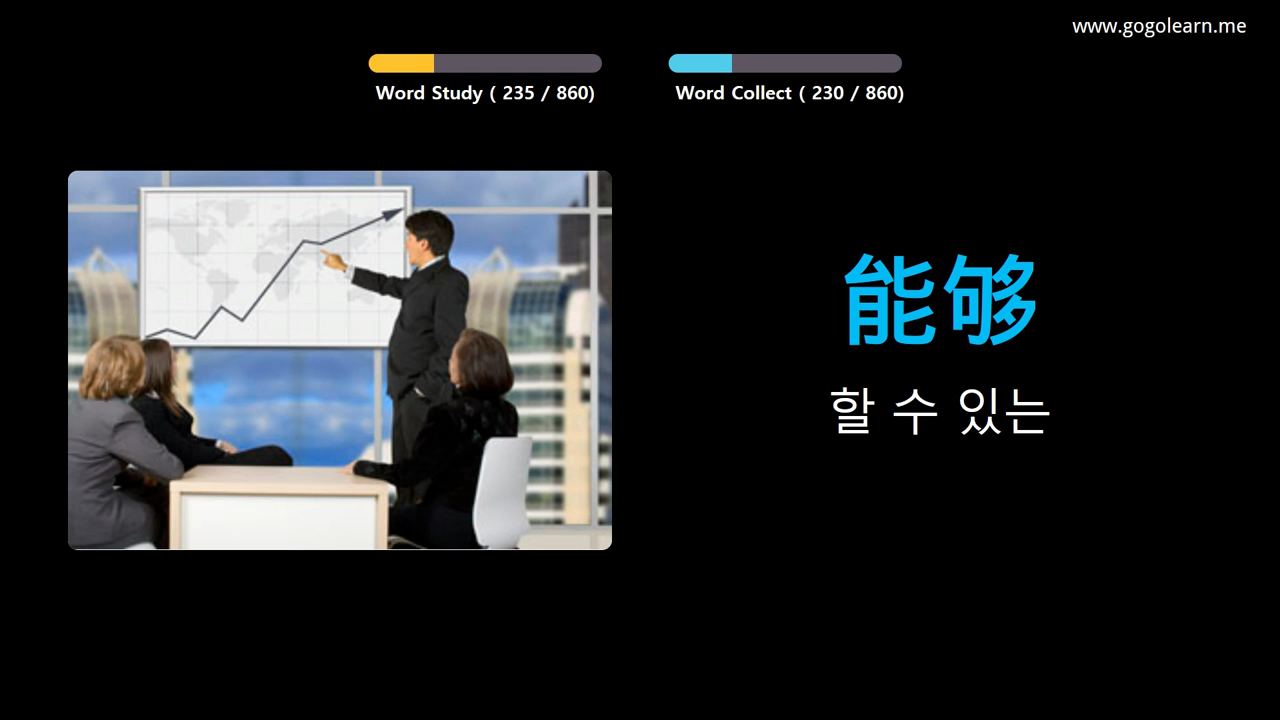 www.gogolearn.me
Word Study ( 235 / 860)
Word Collect ( 230 / 860)
能够
할 수 있는